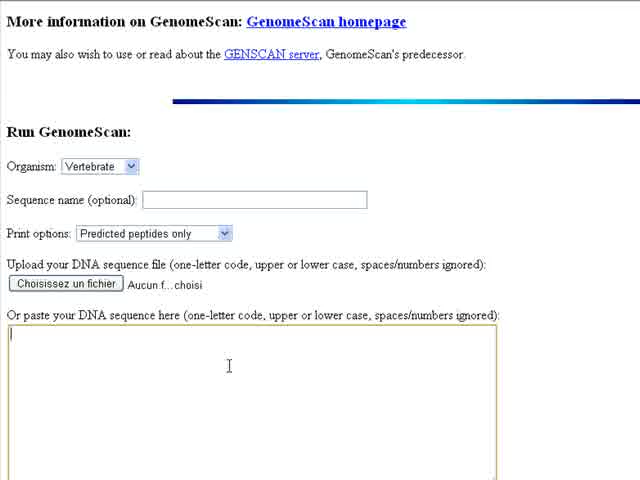 More information on GenomeScan: GenomeScan homepage
You may also wish to use or read about the GENSCAN server, GenomeScan's predecessor.
Run GenomeScan:
Organism: Vertebrate
Sequence name (optional):
Print options: Predicted peptides only
Upload your DNA sequence file (one-letter code, upper or lower case, spaces/numbers ignored):
Choisissez un fichier Aucun f...choisi
Or paste your DNA sequence here (one-letter code, upper or lower case, spaces/numbers ignored):